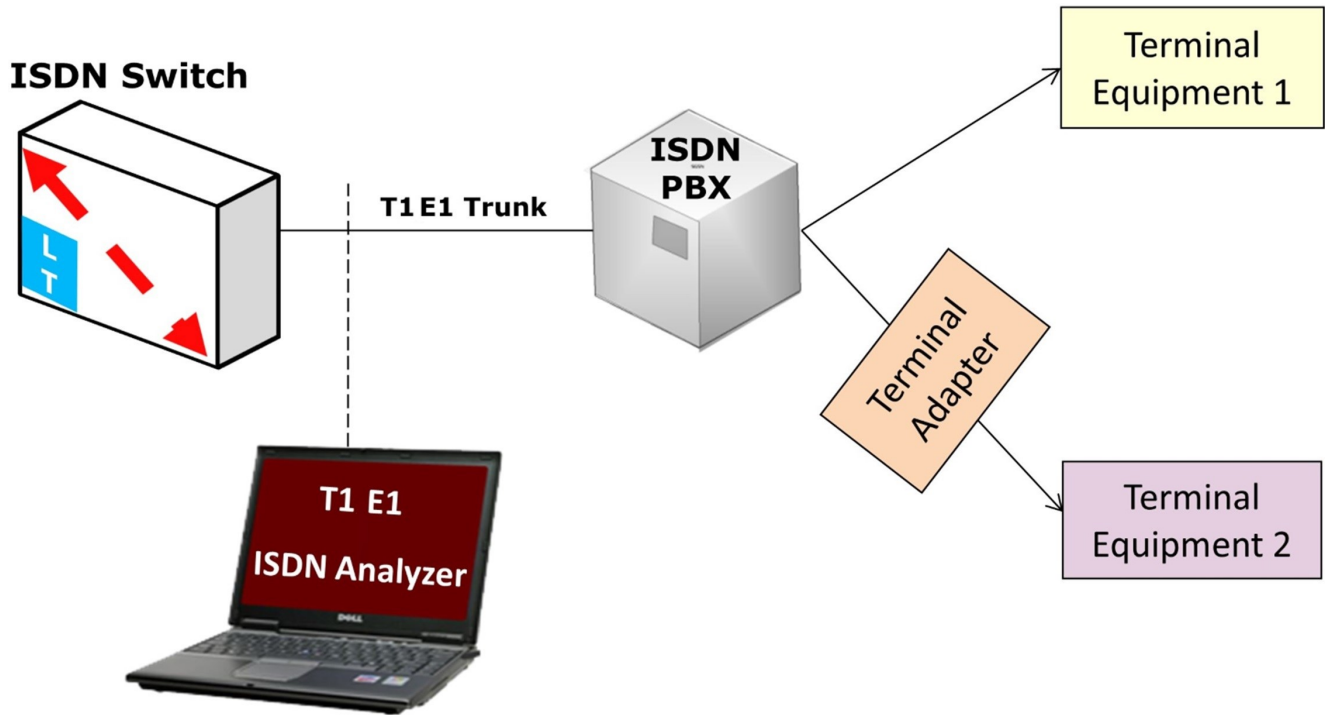 ISDN Switch
L
T
T1 E1 Trunk
ISDN
PBX
Terminal
Equipment 1
Terminal
Adapter
Terminal
Equipment 2
T1 E1
ISDN Analyzer
DELL